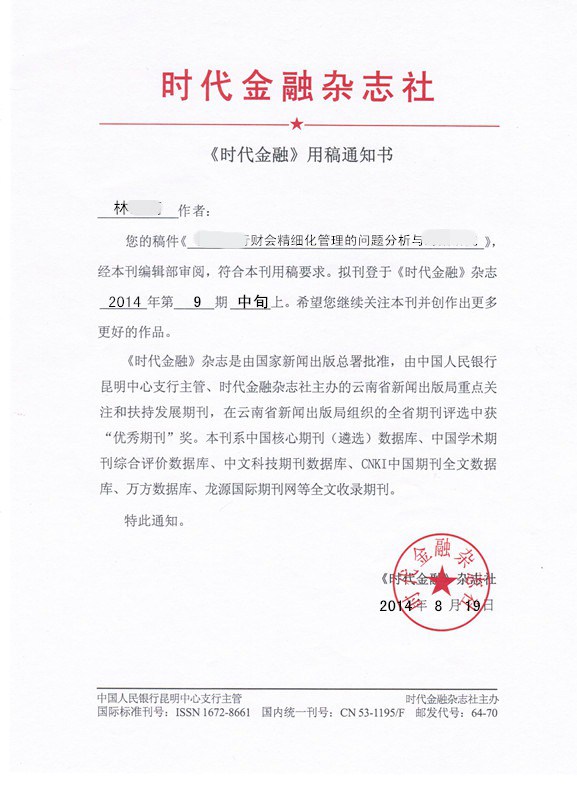 时代金融杂志社
《时代金融》用稿通知书
林 作者：
您的稿件《 财会精细化管理的问题分析与 》，
经本刊编辑部审阅，符合本刊用稿要求。拟刊登于《时代金融》杂志
2014 年第 9 期 中旬上。希望您继续关注本刊并创作出更多
更好的作品。
《时代金融》杂志是由国家新闻出版总署批准，由中国人民银行
昆明中心支行主管、时代金融杂志社主办的云南省新闻出版局重点关
注和扶持发展期刊，在云南省新闻出版局组织的全省期刊评选中获
“优秀期刊”奖。本刊系中国核心期刊（遴选）数据库、中国学术期
刊综合评价数据库、中文科技期刊数据库、CNKI中国期刊全文数据
库、万方数据库、龙源国际期刊网等全文收录期刊。
特此通知。
时代金融杂志社
《时代金融》杂志社
2014 年 8 月 19 日
中国人民银行昆明中心支行主管 时代金融杂志社主办
国际标准刊号：ISSN 1672-8661 国内统一刊号：CN 53-1195/F 邮发代号：64-70